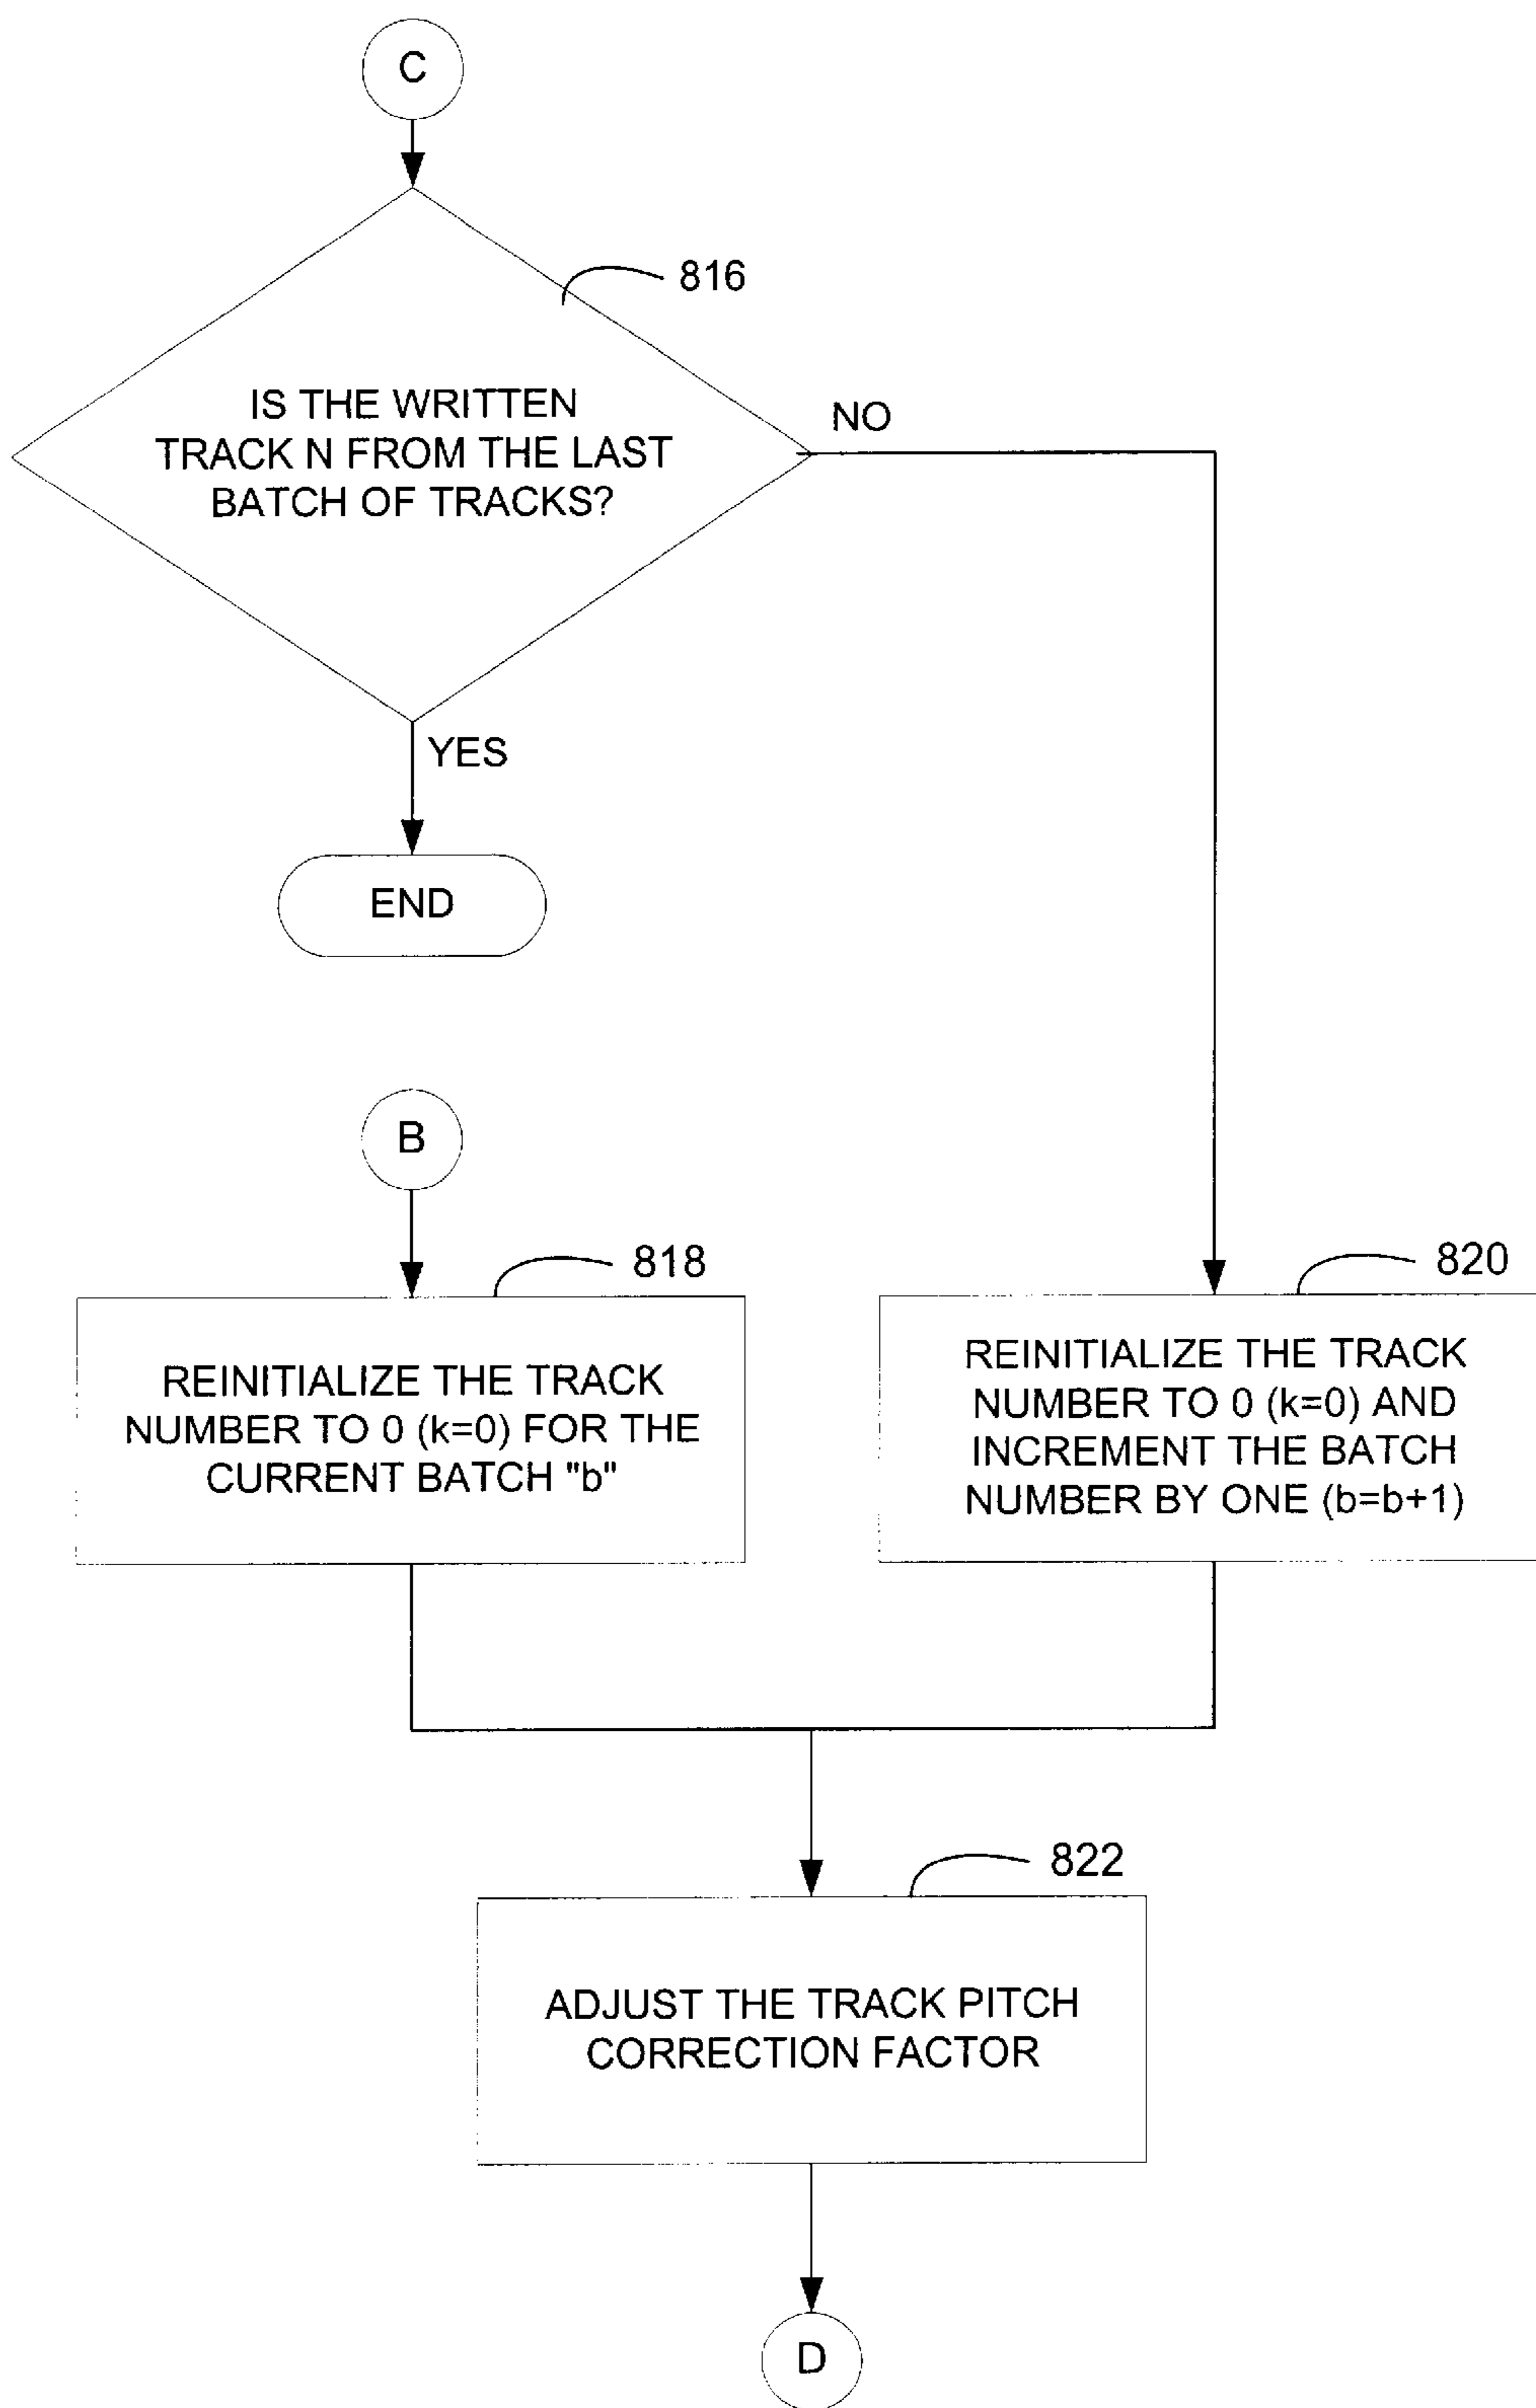 C
816
IS THE WRITTEN
TRACK N FROM THE LAST
BATCH OF TRACKS?
NO
YES
END
B
818
REINITIALIZE THE TRACK
NUMBER TO 0 (k=0) FOR THE
CURRENT BATCH "b"
820
REINITIALIZE THE TRACK
NUMBER TO 0 (k=0) AND
INCREMENT THE BATCH
NUMBER BY ONE (b=b+1)
822
ADJUST THE TRACK PITCH
CORRECTION FACTOR
D